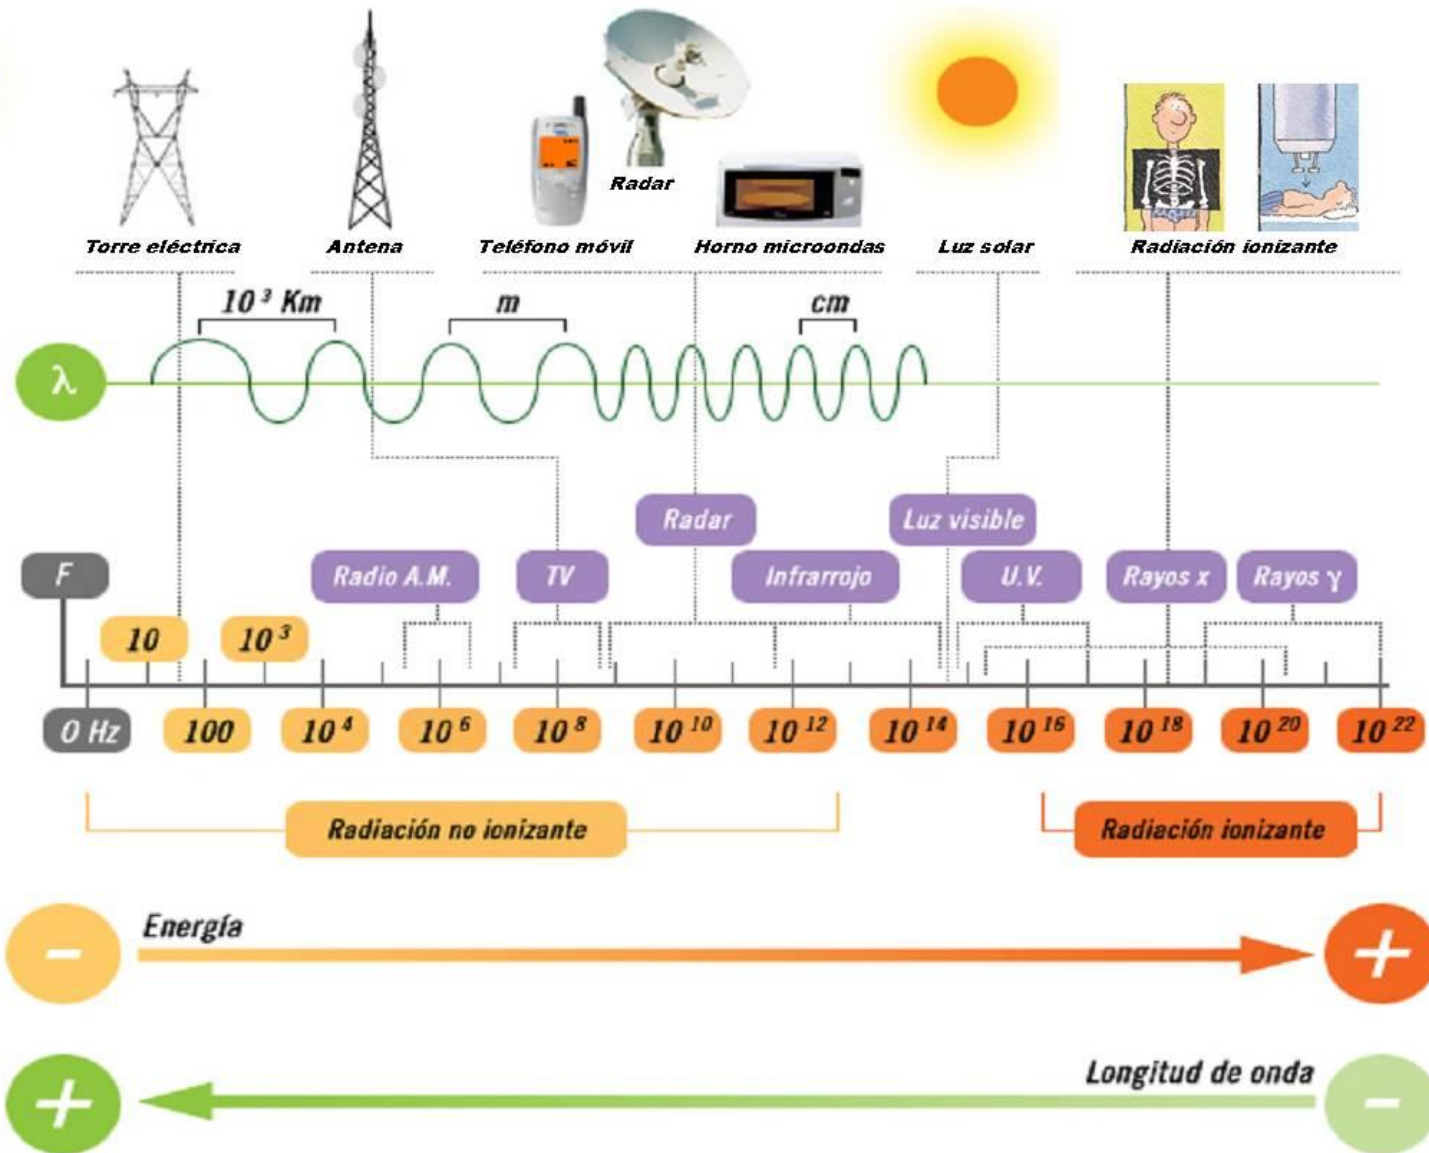 Radar
Torre eléctrica Antena Teléfono móvil Horno microondas Luz solar Radiación ionizante
10³ Km m cm
λ
Radar Luz visible
F Radio A.M. TV Infrarrojo U.V. Rayos x Rayos γ
10 10³
0 Hz 100 10⁴ 10⁶ 10⁸ 10¹⁰ 10¹² 10¹⁴ 10¹⁶ 10¹⁸ 10²⁰ 10²²
Radiación no ionizante Radiación ionizante
Energía
- +
Longitud de onda
+ -